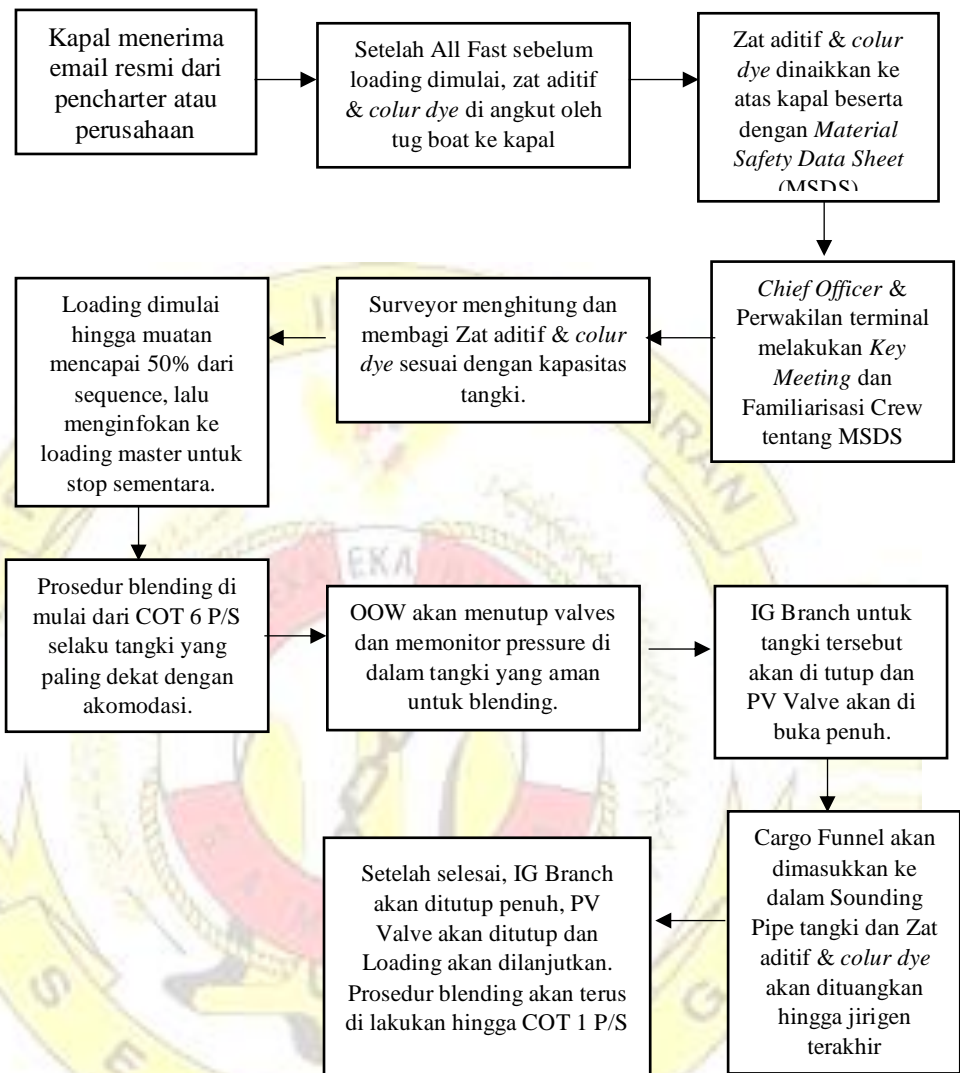 Kapal menerima
email resmi dari
pencharter atau
perusahaan
Setelah All Fast sebelum
loading dimulai, zat aditif
& colur dye di angkut oleh
tug boat ke kapal
Zat aditif & colur
dye dinaikkan ke
atas kapal beserta
dengan Material
Safety Data Sheet
(MSDS)
Chief Officer &
Perwakilan terminal
melakukan Key
Meeting dan
Familiarisasi Crew
tentang MSDS
Surveyor menghitung dan
membagi Zat aditif & colur
dye sesuai dengan kapasitas
tangki.
Loading dimulai
hingga muatan
mencapai 50% dari
sequence, lalu
menginfokan ke
loading master untuk
stop sementara.
Prosedur blending di
mulai dari COT 6 P/S
selaku tangki yang
paling dekat dengan
akomodasi.
OOW akan menutup valves
dan memonitor pressure di
dalam tangki yang aman
untuk blending.
IG Branch untuk
tangki tersebut
akan di tutup dan
PV Valve akan di
buka penuh.
Cargo Funnel akan
dimasukkan ke
dalam Sounding
Pipe tangki dan Zat
aditif & colur dye
akan dituangkan
hingga jirigen
terakhir
Setelah selesai, IG Branch
akan ditutup penuh, PV
Valve akan ditutup dan
Loading akan dilanjutkan.
Prosedur blending akan terus
di lakukan hingga COT 1 P/S